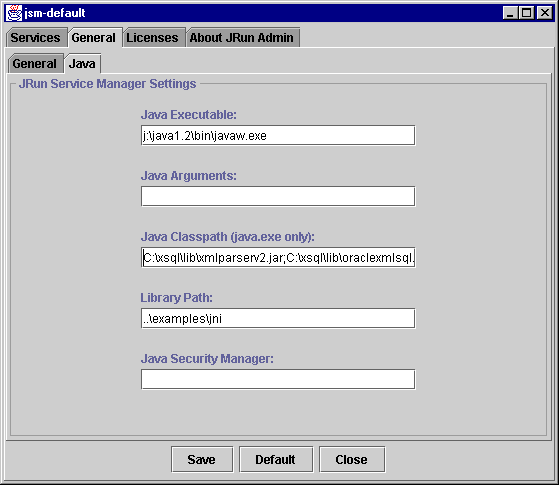 jsm-default
Services General Licenses About JRun Admin
General Java
JRun Service Manager Settings
Java Executable:
j:\java1.2\bin\javaw.exe
Java Arguments:
Java Classpath (java.exe only):
C:\xsql\lib\xmlparserv2.jar;C:\xsql\lib\oraclexmlsql.
Library Path:
..\examples\jni
Java Security Manager:
Save Default Close